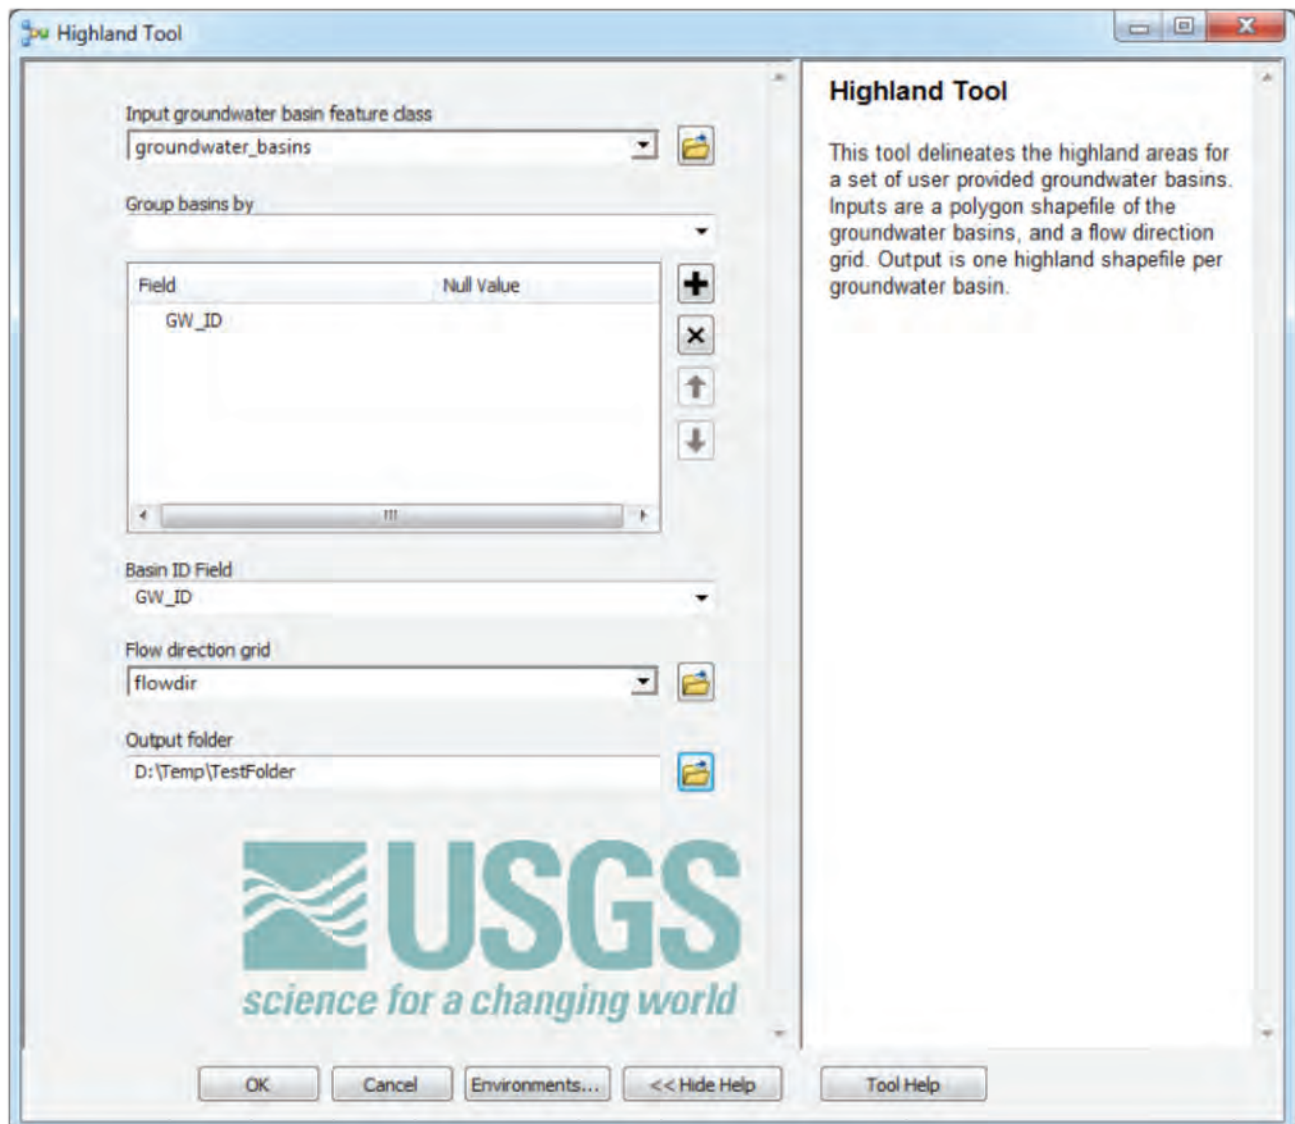 Highland Tool
Input groundwater basin feature class
groundwater_basins
Group basins by
Field Null Value
GW_ID
Basin ID Field
GW_ID
Flow direction grid
flowdir
Output folder
D:\Temp\TestFolder
USGS
science for a changing world
Highland Tool
This tool delineates the highland areas for
a set of user provided groundwater basins.
Inputs are a polygon shapefile of the
groundwater basins, and a flow direction
grid. Output is one highland shapefile per
groundwater basin.
OK Cancel Environments... << Hide Help Tool Help